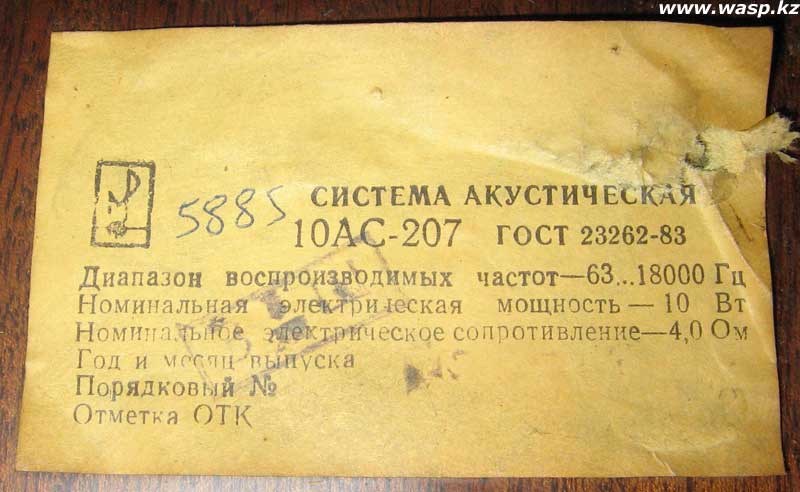 www.wasp.kz
5885 СИСТЕМА АКУСТИЧЕСКАЯ
10АС-207 ГОСТ 23262-83
Диапазон воспроизводимых частот—63...18000 Гц
Номинальная электрическая мощность — 10 Вт
Номинальное электрическое сопротивление—4,0 Ом
Год и месяц выпуска
Порядковый №
Отметка ОТК